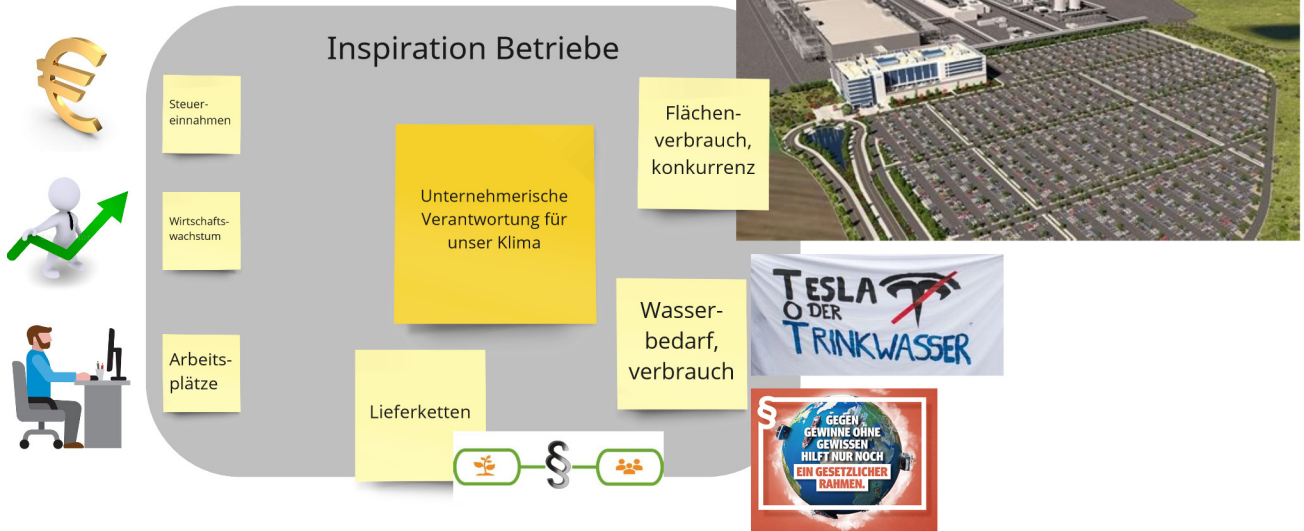 Inspiration Betriebe
Steuer-
einnahmen
Wirtschafts-
wachstum
Arbeits-
plätze
Unternehmerische
Verantwortung für
unser Klima
Lieferketten
§
Flächen-
verbrauch,
konkurrenz
Wasser-
bedarf,
verbrauch
TESLA
ODER
TRINKWASSER
§
GEGEN
GEWINNE OHNE
GEWISSEN
HILFT NUR NOCH
EIN GESETZLICHER
RAHMEN.